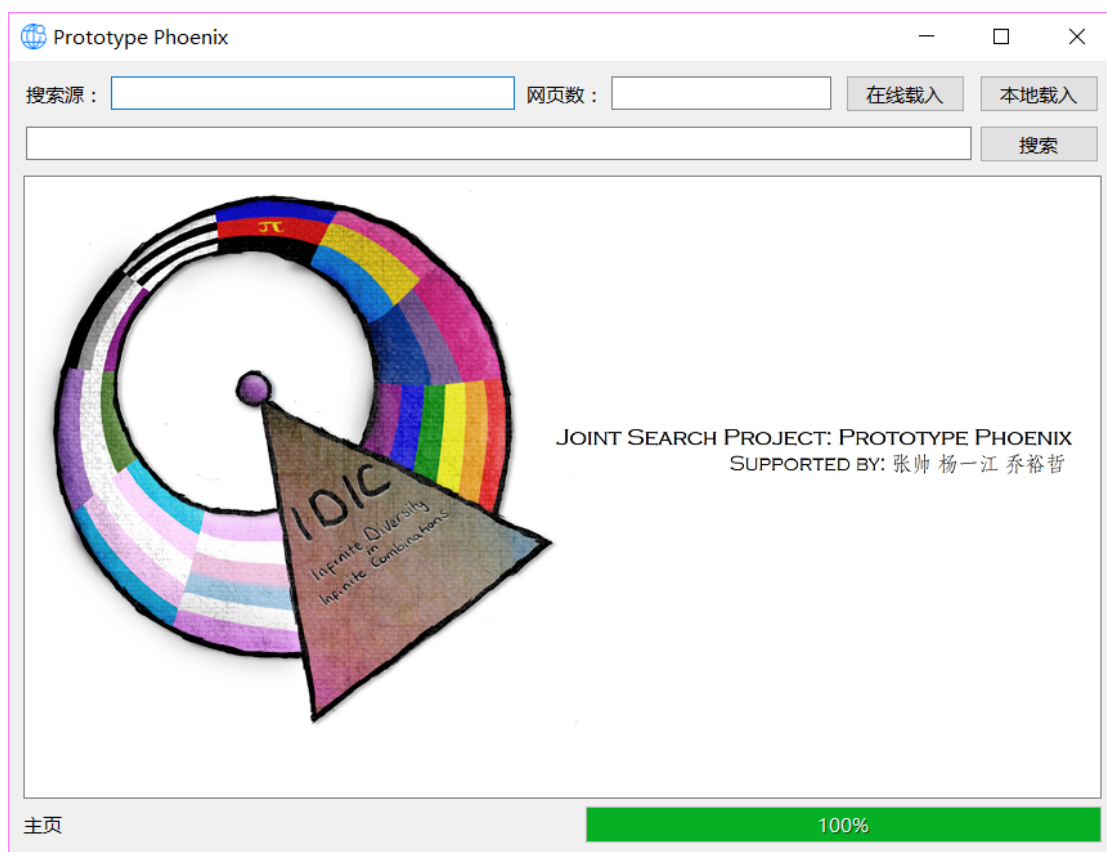 Prototype Phoenix
搜索源： 网页数： 在线载入 本地载入
搜索
π
JOINT SEARCH PROJECT: PROTOTYPE PHOENIX
SUPPORTED BY: 张帅 杨一江 乔裕哲
IDIC
Infinite Diversity
in
Infinite Combinations
主页 100%